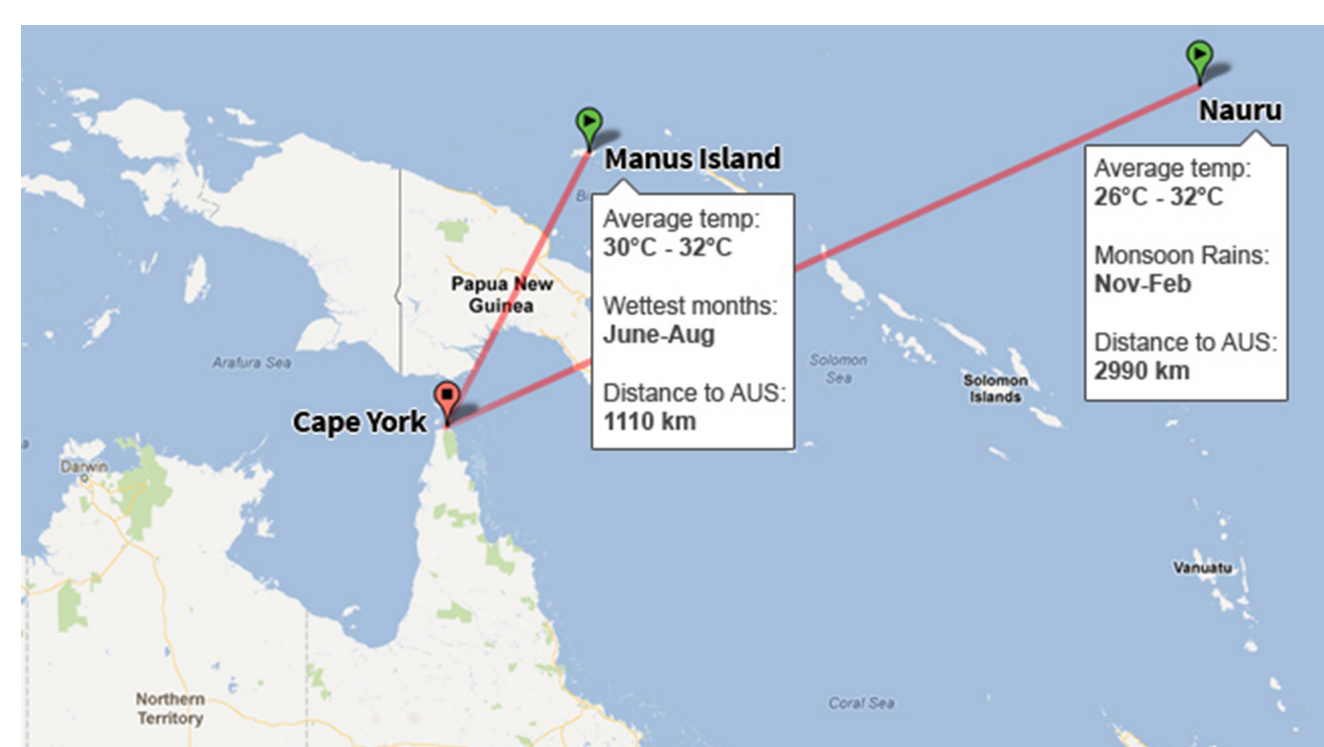 Nauru
Average temp:
26°C - 32°C
Monsoon Rains:
Nov-Feb
Distance to AUS:
2990 km
Manus Island
Average temp:
30°C - 32°C
Wettest months:
June-Aug
Distance to AUS:
1110 km
Papua New
Guinea
Arafura Sea
Solomon
Sea
Solomon
Islands
Cape York
Darwin
Vanuatu
Northern
Territory
Coral Sea